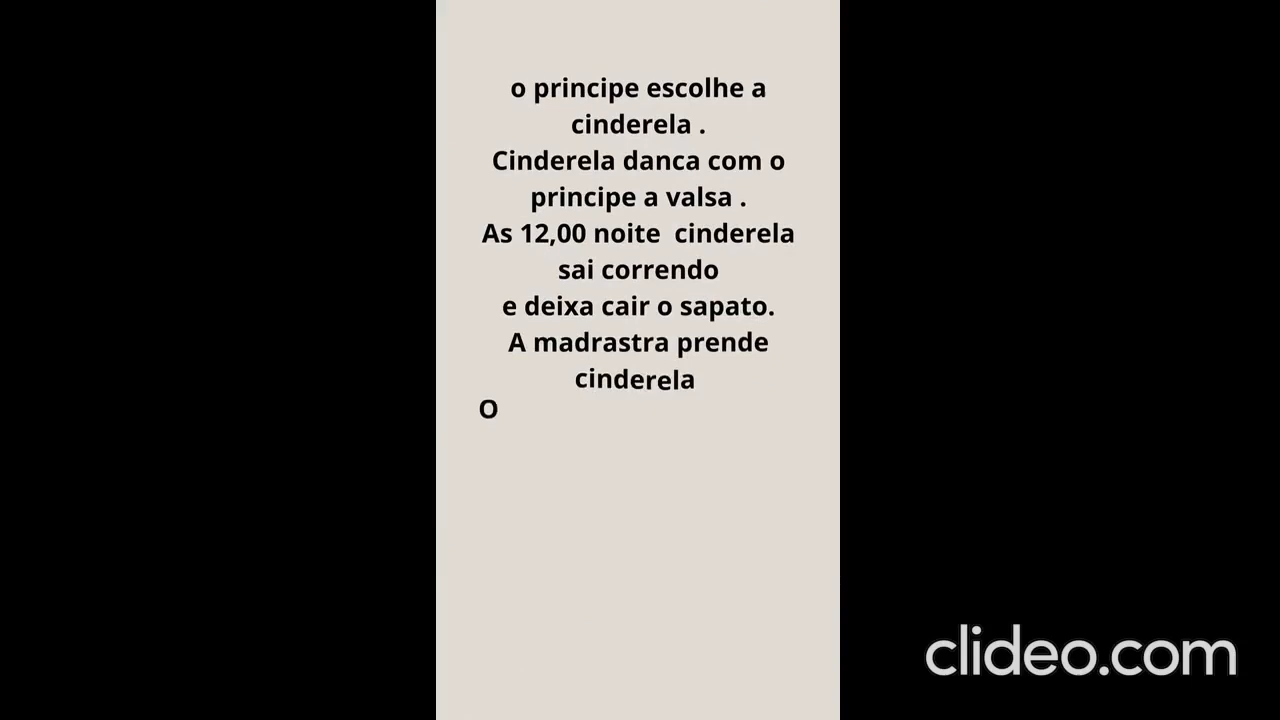 o principe escolhe a
cinderela .
Cinderela danca com o
principe a valsa .
As 12,00 noite  cinderela
sai correndo
e deixa cair o sapato.
A madrastra prende
cinderela
O
clideo.com